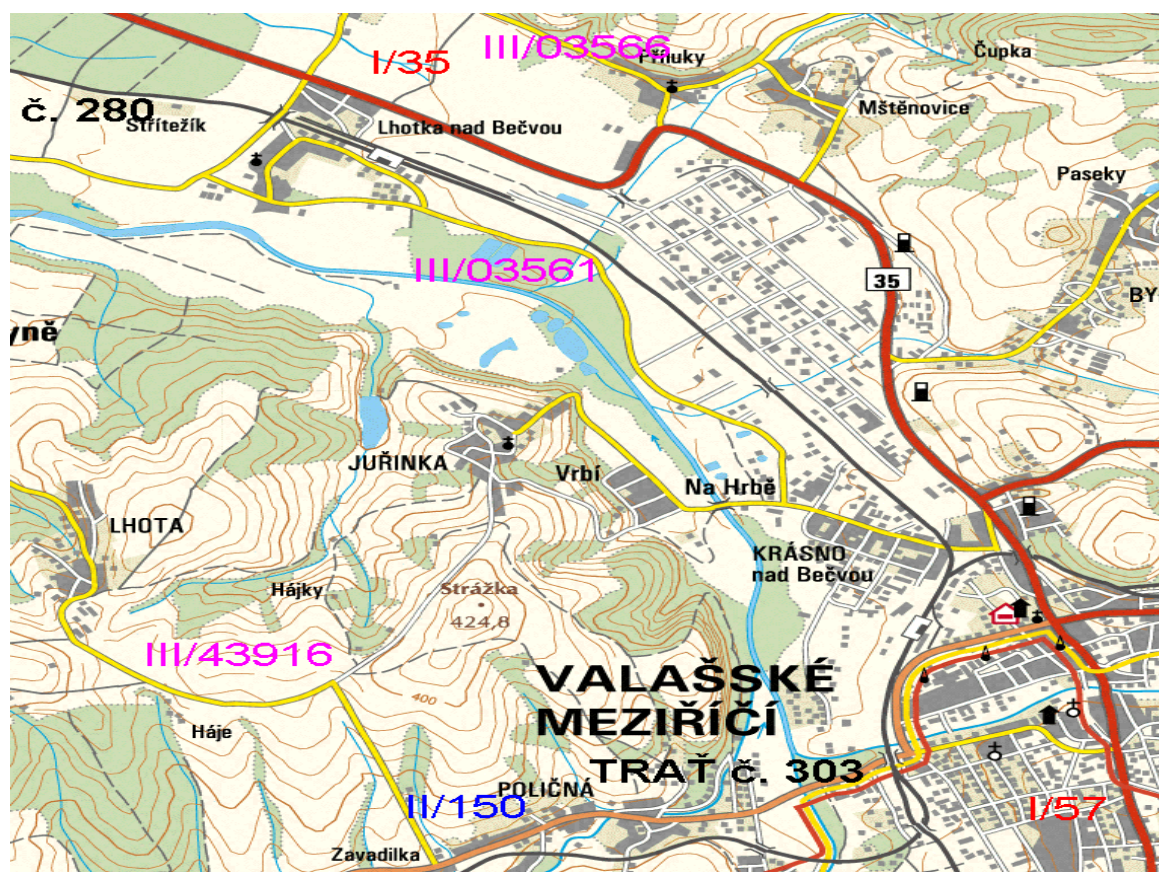 III/03566
I/35
Příluky
Čupka
č. 280
Střítežík
Lhotka nad Bečvou
Mštěnovice
Paseky
III/03561
35
BY
yně
JUŘINKA
Vrbí
Na Hrbě
LHOTA
KRÁSNO
nad Bečvou
Hájky
Strážka
424,8
III/43916
400
VALAŠSKÉ
MEZIŘÍČÍ
Háje
TRAŤ č. 303
POLIČNÁ
II/150
I/57
Zavadilka